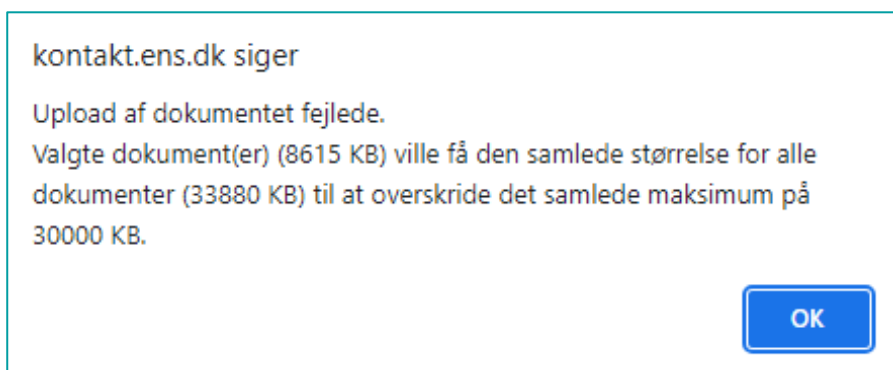 kontakt.ens.dk siger
Upload af dokumentet fejlede.
Valgte dokument(er) (8615 KB) ville få den samlede størrelse for alle
dokumenter (33880 KB) til at overskride det samlede maksimum på
30000 KB.
OK